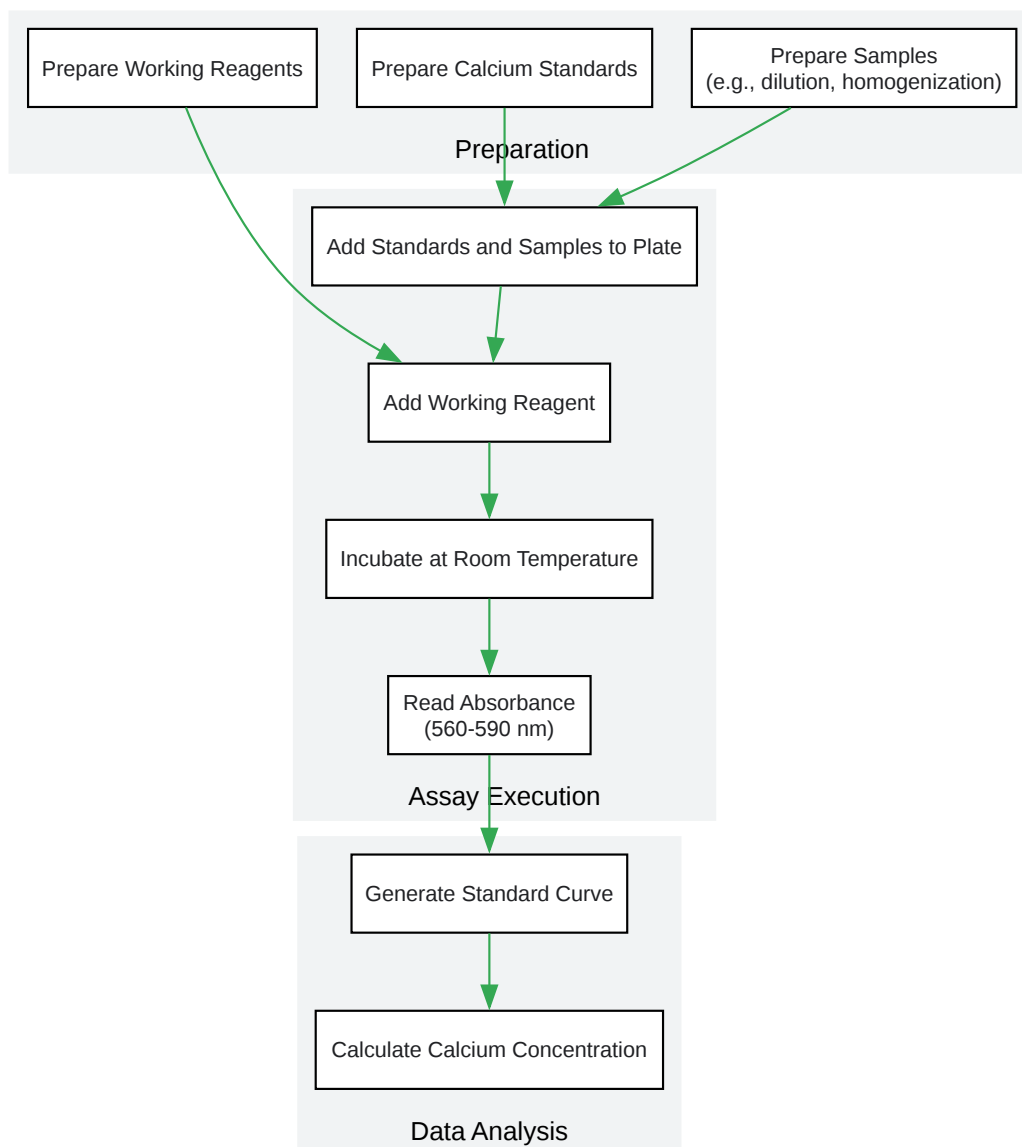 Prepare Working Reagents
Prepare Calcium Standards
Prepare Samples
(e.g., dilution, homogenization)
Preparation
Add Standards and Samples to Plate
Add Working Reagent
Incubate at Room Temperature
Read Absorbance
(560-590 nm)
Assay Execution
Generate Standard Curve
Calculate Calcium Concentration
Data Analysis